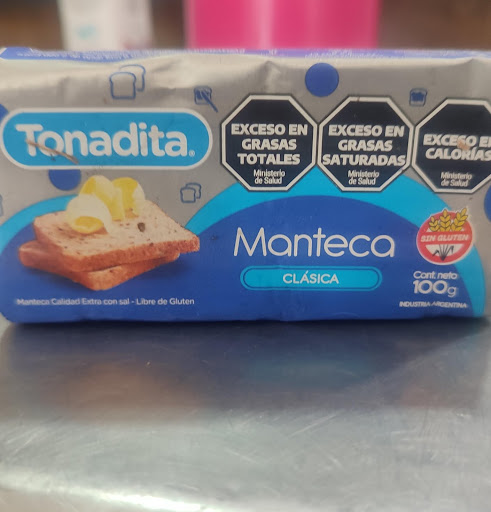 Tonadita®
EXCESO EN
GRASAS
TOTALES
Ministerio
de Salud
EXCESO EN
GRASAS
SATURADAS
Ministerio
de Salud
EXCESO EN
CALORÍAS
Ministerio
de Salud
Manteca
CLÁSICA
SIN GLUTEN
Cont. neto
100g
INDUSTRIA ARGENTINA
Manteca Calidad Extra con sal - Libre de Gluten